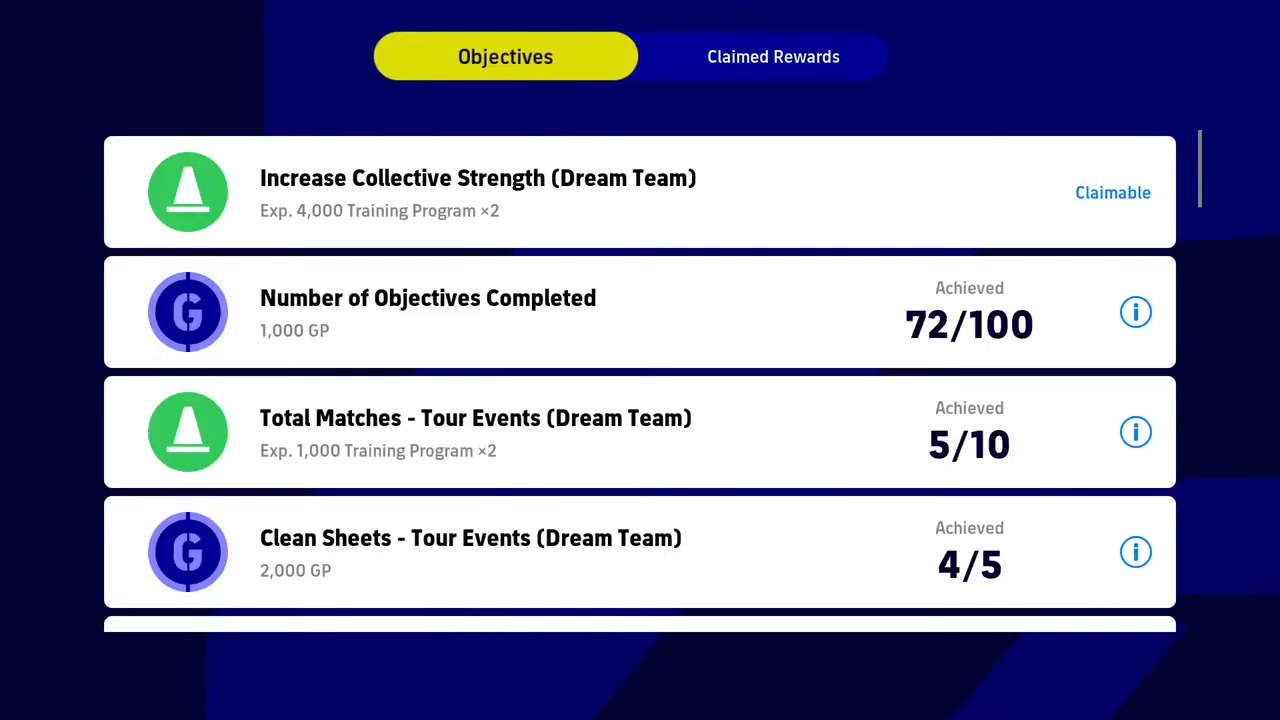 Objectives
Claimed Rewards
Increase Collective Strength (Dream Team)
Exp. 4,000 Training Program ×2
Claimable
Number of Objectives Completed
1,000 GP
Achieved
72/100
Total Matches - Tour Events (Dream Team)
Exp. 1,000 Training Program ×2
Achieved
5/10
Clean Sheets - Tour Events (Dream Team)
2,000 GP
Achieved
4/5